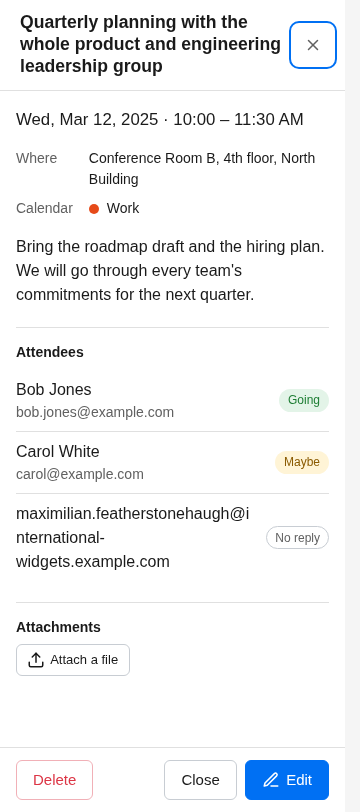 Quarterly planning with the
whole product and engineering
leadership group
Wed, Mar 12, 2025 · 10:00 – 11:30 AM
Where
Conference Room B, 4th floor, North
Building
Calendar
Work
Bring the roadmap draft and the hiring plan.
We will go through every team's
commitments for the next quarter.
Attendees
Bob Jones
bob.jones@example.com
Going
Carol White
carol@example.com
Maybe
maximilian.featherstonehaugh@i
nternational-
widgets.example.com
No reply
Attachments
Attach a file
Delete
Close
Edit